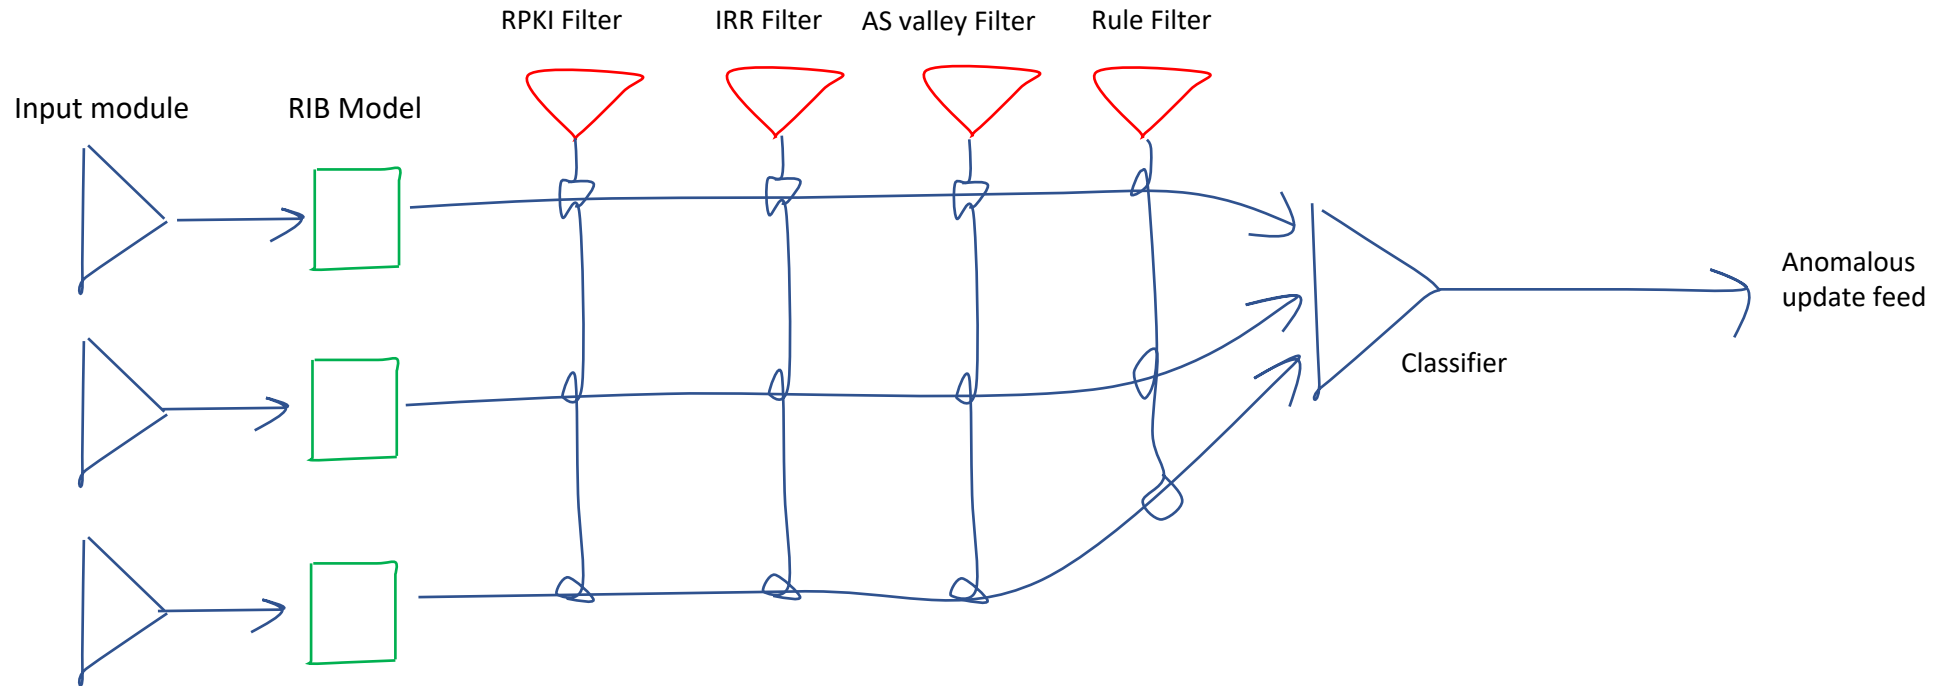 RPKI Filter
IRR Filter
AS valley Filter
Rule Filter
Input module
RIB Model
Anomalous
update feed
Classifier